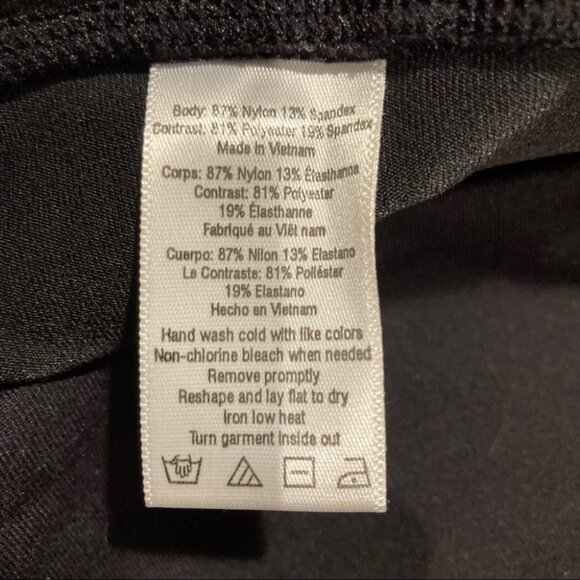 Body: 87% Nylon 13% Spandex
Contrast: 81% Polyester 19% Spandex
Made in Vietnam
Corps: 87% Nylon 13% Élasthanne
Contrast: 81% Polyester
19% Élasthanne
Fabriqué au Viêt nam
Cuerpo: 87% Nilon 13% Elastano
Le Contraste: 81% Poliéster
19% Elastano
Hecho en Vietnam
Hand wash cold with like colors
Non-chlorine bleach when needed
Remove promptly
Reshape and lay flat to dry
Iron low heat
Turn garment inside out